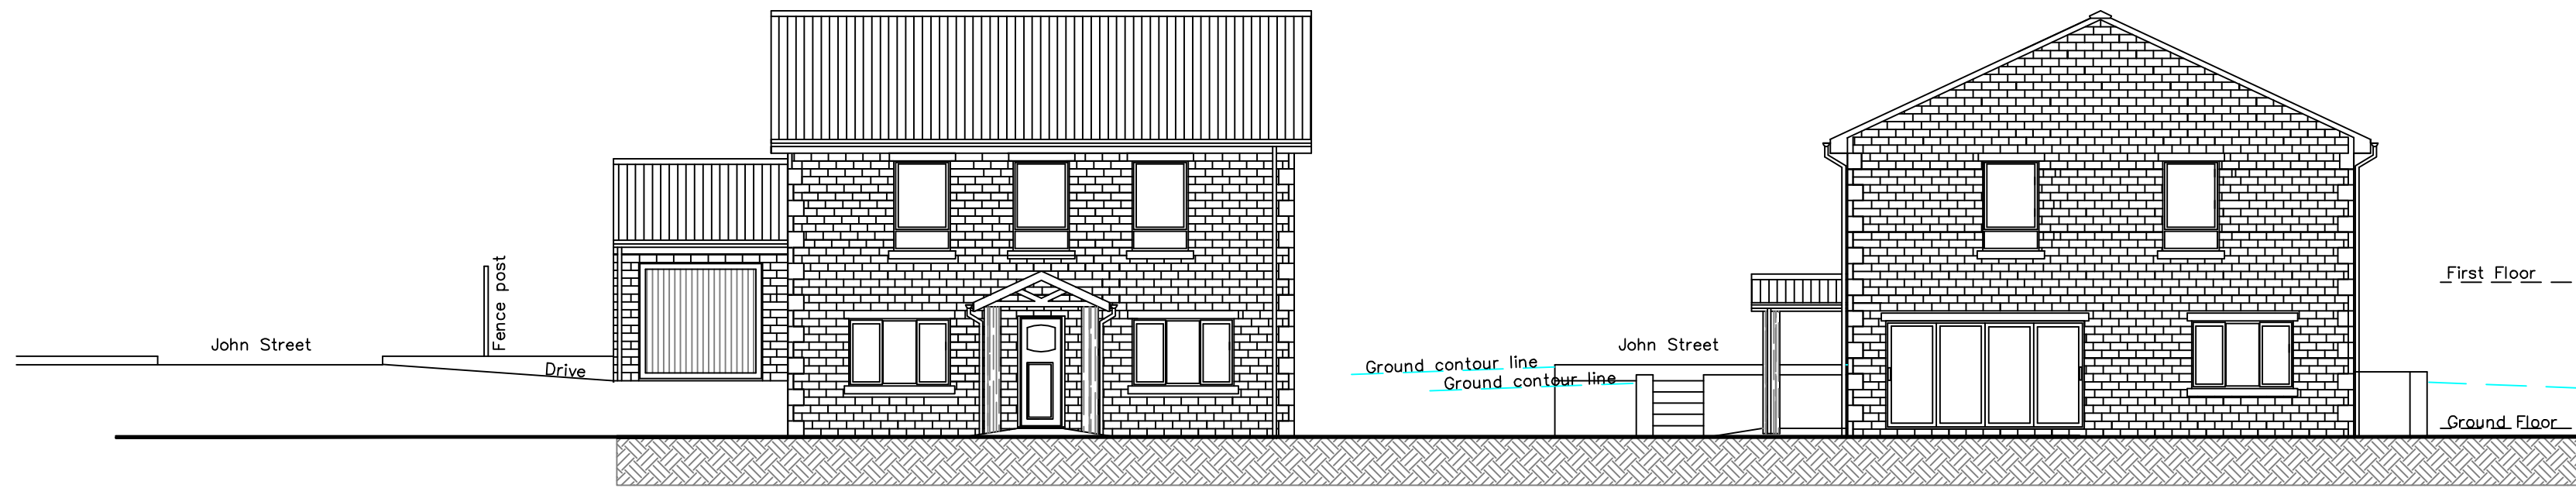 John Street
Fence post
Drive
Ground contour line
Ground contour line
John Street
First Floor
Ground Floor